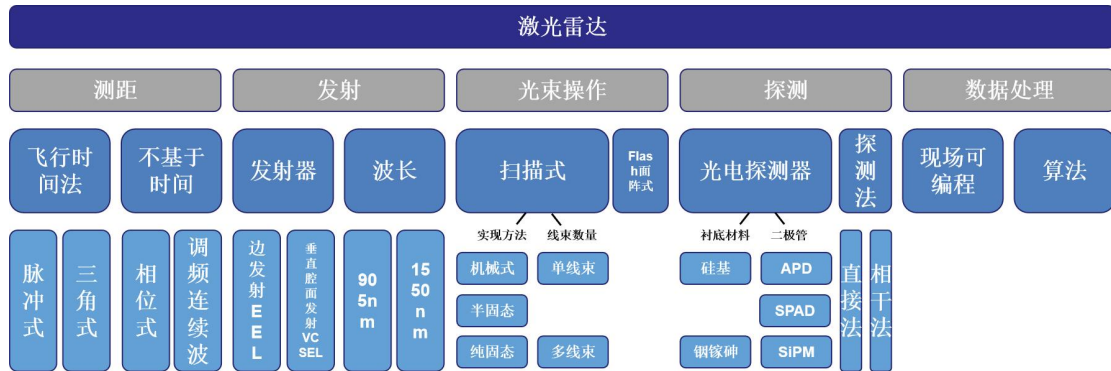 激光雷达
测距
发射
光束操作
探测
数据处理
飞行时
间法
不基于
时间
发射器
波长
扫描式
Flas
h面
阵式
光电探测器
探
测
法
现场可
编程
算法
实现方法
线束数量
衬底材料
二极管
脉
冲
式
三
角
式
相
位
式
调
频
连
续
波
边
发
射
E
E
L
垂
直
腔
面
发
射
VC
SEL
90
5n
m
15
50
n
m
机械式
单线束
半固态
纯固态
多线束
硅基
APD
SPAD
铟镓砷
SiPM
直
接
法
相
干
法